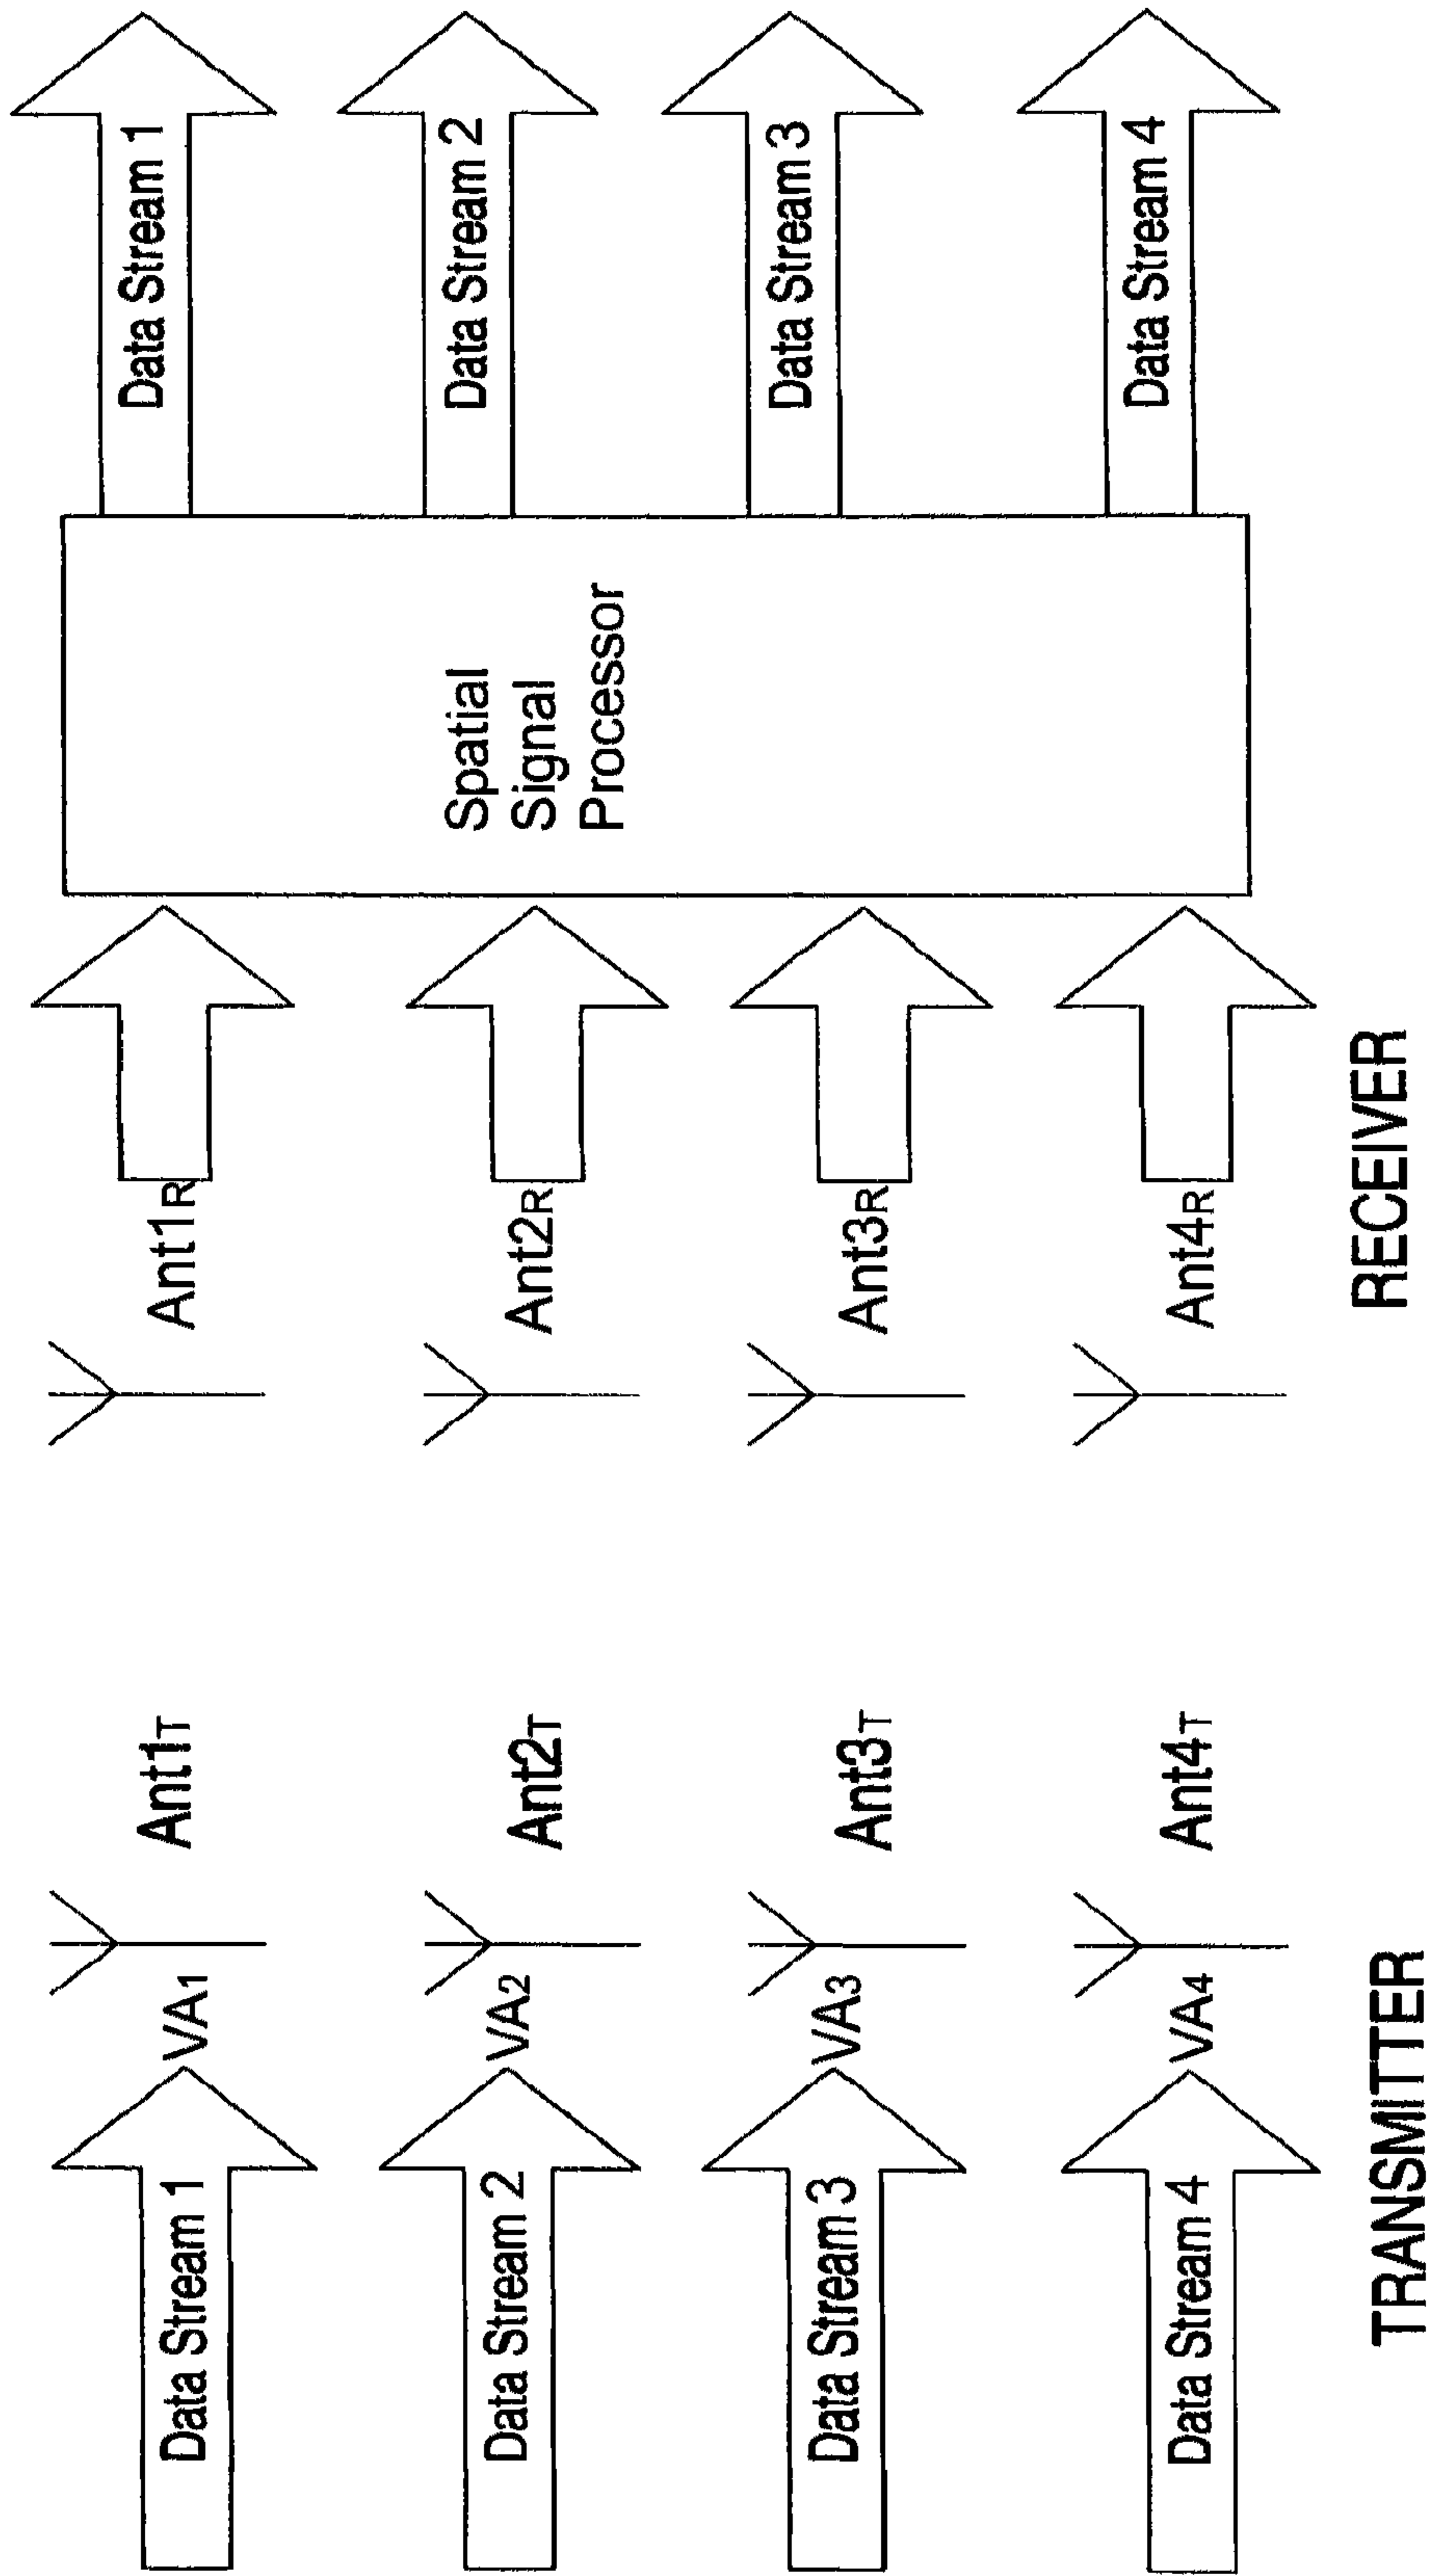 Data Stream 1
VA1
Ant1T
Ant1R
Data Stream 1
Data Stream 2
VA2
Ant2T
Ant2R
Spatial
Signal
Processor
Data Stream 2
Data Stream 3
VA3
Ant3T
Ant3R
Data Stream 3
Data Stream 4
VA4
Ant4T
Ant4R
Data Stream 4
TRANSMITTER
RECEIVER